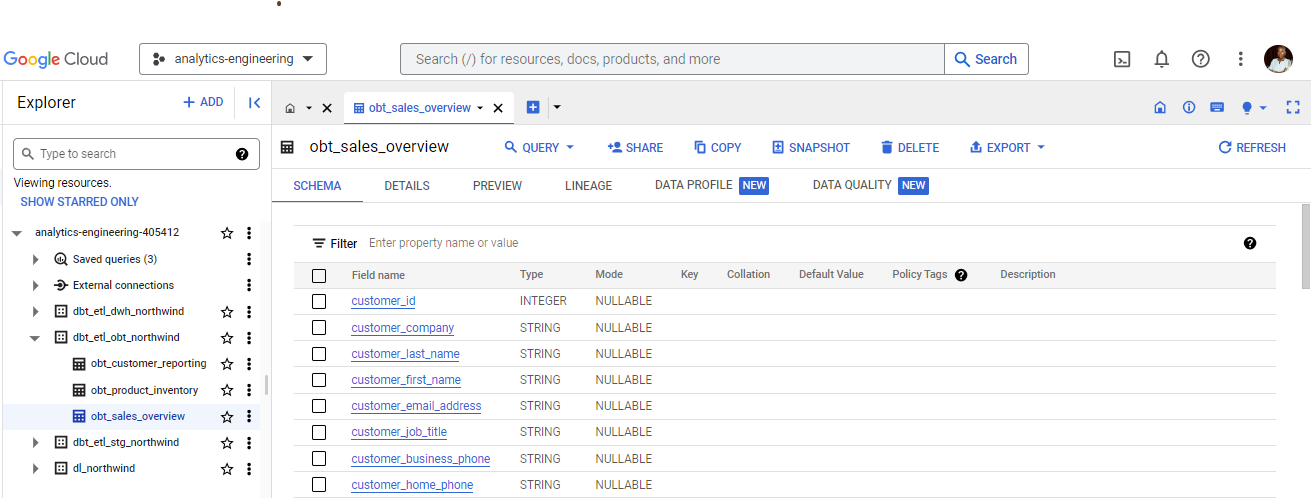 Google Cloud analytics-engineering Search (/) for resources, docs, products, and more Search
Explorer + ADD obt_sales_overview
Type to search
obt_sales_overview QUERY SHARE COPY SNAPSHOT DELETE EXPORT REFRESH
Viewing resources.
SHOW STARRED ONLY
SCHEMA DETAILS PREVIEW LINEAGE DATA PROFILE NEW DATA QUALITY NEW
analytics-engineering-405412
Saved queries (3)
External connections
dbt_etl_dwh_northwind
dbt_etl_obt_northwind
obt_customer_reporting
obt_product_inventory
obt_sales_overview
dbt_etl_stg_northwind
dl_northwind
Filter Enter property name or value
Field name Type Mode Key Collation Default Value Policy Tags Description
customer_id INTEGER NULLABLE
customer_company STRING NULLABLE
customer_last_name STRING NULLABLE
customer_first_name STRING NULLABLE
customer_email_address STRING NULLABLE
customer_job_title STRING NULLABLE
customer_business_phone STRING NULLABLE
customer_home_phone STRING NULLABLE